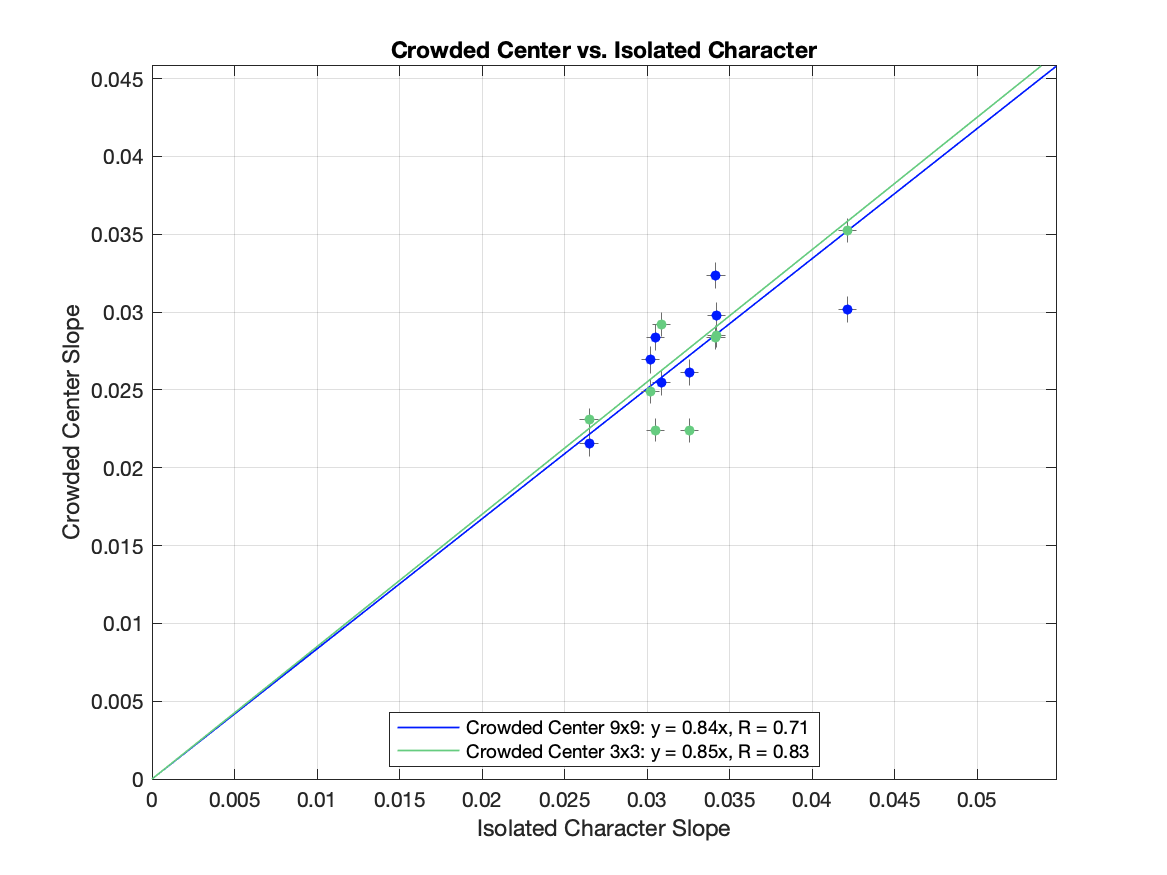 Crowded Center vs. Isolated Character
0.045
0.04
0.035
0.03
0.025
0.02
0.015
0.01
0.005
0
Crowded Center Slope
Crowded Center 9x9: y = 0.84x, R = 0.71
Crowded Center 3x3: y = 0.85x, R = 0.83
0 0.005 0.01 0.015 0.02 0.025 0.03 0.035 0.04 0.045 0.05
Isolated Character Slope